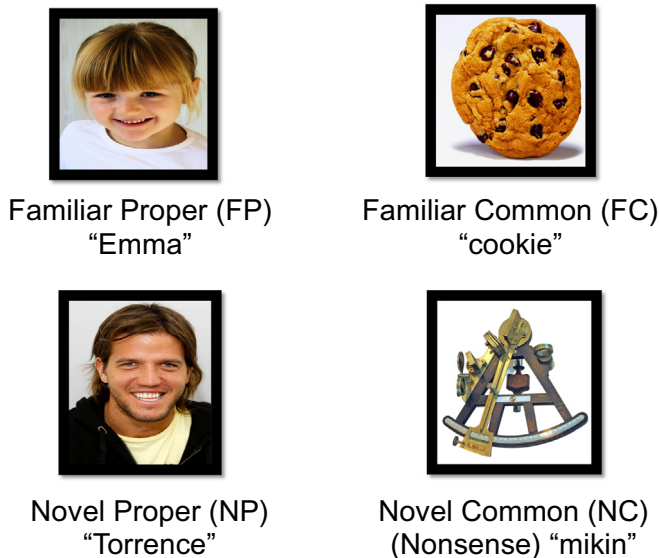 Familiar Proper (FP)
“Emma”
Familiar Common (FC)
“cookie”
Novel Proper (NP)
“Torrence”
Novel Common (NC)
(Nonsense) “mikin”